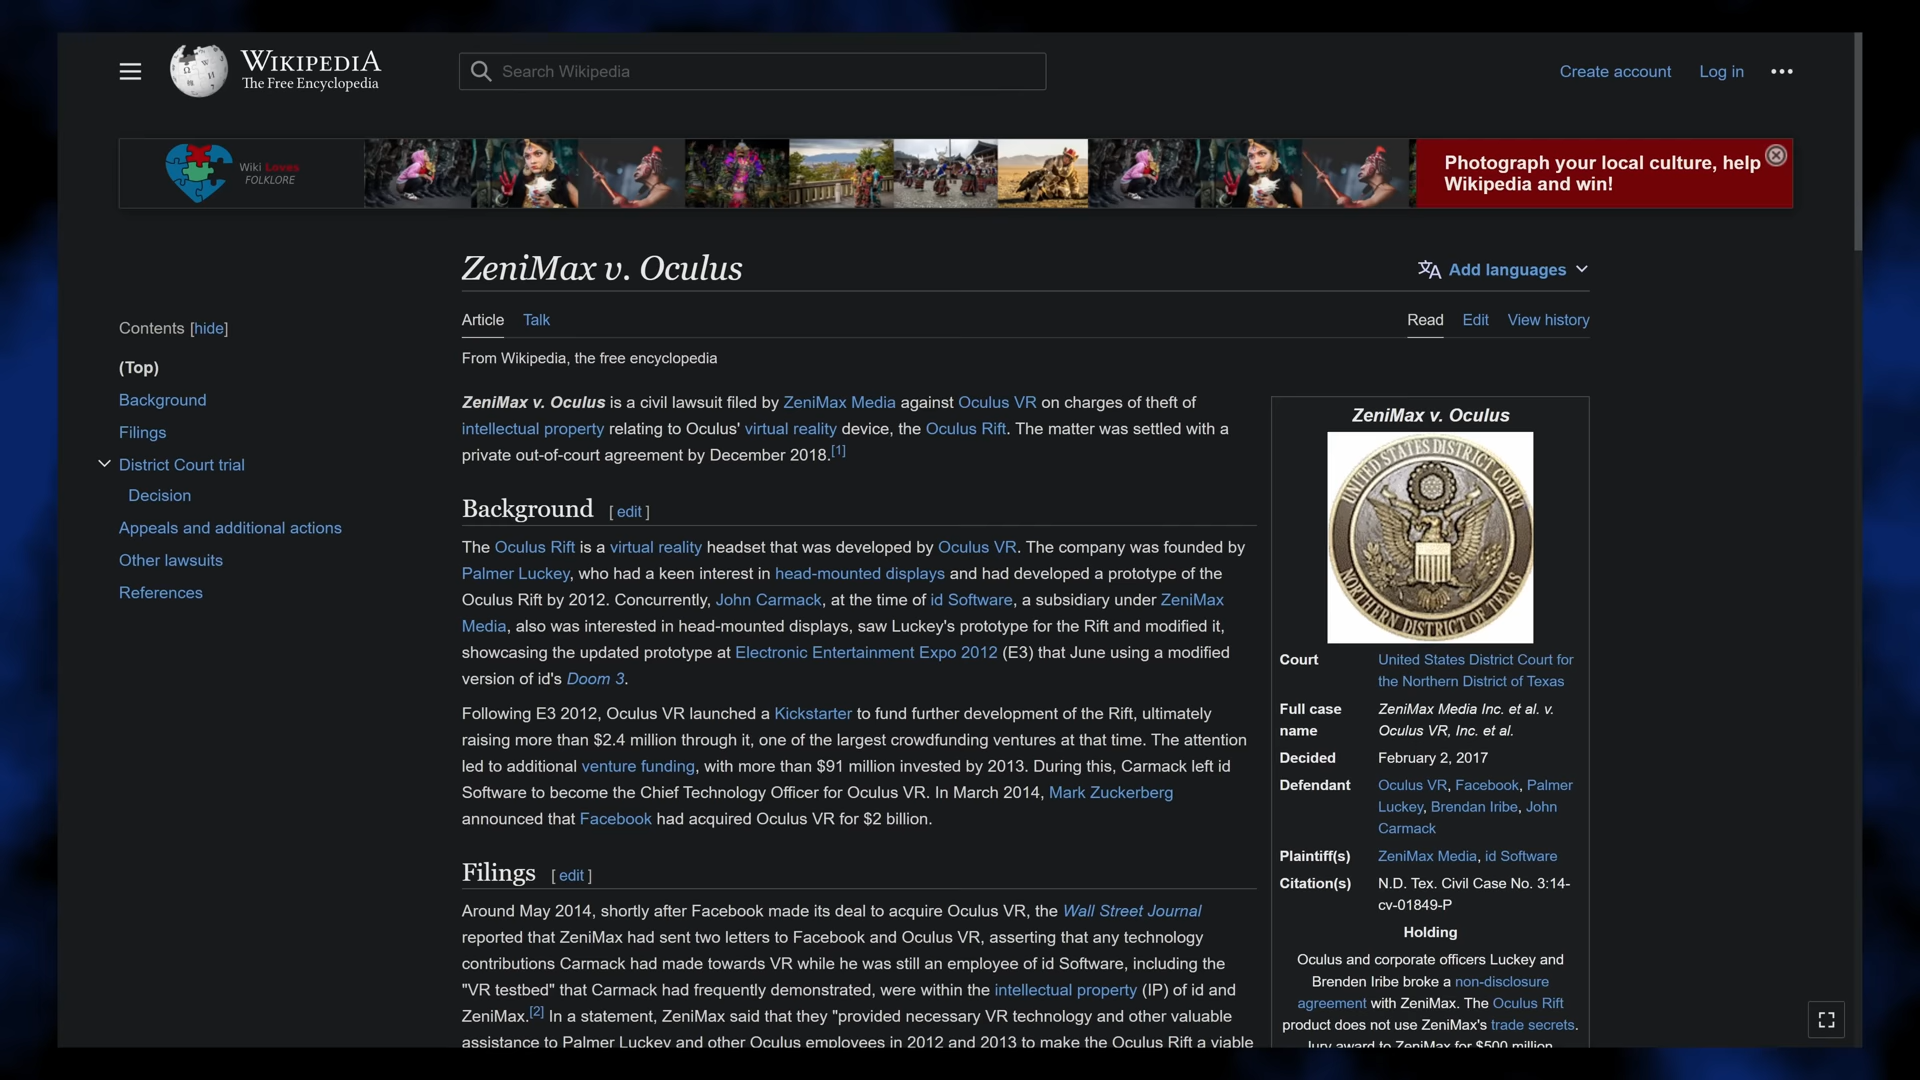 WIKIPEDIA
The Free Encyclopedia
Search Wikipedia
Create account
Log in
Wiki Loves
FOLKLORE
Photograph your local culture, help
Wikipedia and win!
ZeniMax v. Oculus
Add languages
Contents [hide]
(Top)
Background
Filings
District Court trial
Decision
Appeals and additional actions
Other lawsuits
References
Article
Talk
Read
Edit
View history
From Wikipedia, the free encyclopedia
ZeniMax v. Oculus is a civil lawsuit filed by ZeniMax Media against Oculus VR on charges of theft of
intellectual property relating to Oculus' virtual reality device, the Oculus Rift. The matter was settled with a
private out-of-court agreement by December 2018.[1]
Background [ edit ]
The Oculus Rift is a virtual reality headset that was developed by Oculus VR. The company was founded by
Palmer Luckey, who had a keen interest in head-mounted displays and had developed a prototype of the
Oculus Rift by 2012. Concurrently, John Carmack, at the time of id Software, a subsidiary under ZeniMax
Media, also was interested in head-mounted displays, saw Luckey's prototype for the Rift and modified it,
showcasing the updated prototype at Electronic Entertainment Expo 2012 (E3) that June using a modified
version of id's Doom 3.
Following E3 2012, Oculus VR launched a Kickstarter to fund further development of the Rift, ultimately
raising more than $2.4 million through it, one of the largest crowdfunding ventures at that time. The attention
led to additional venture funding, with more than $91 million invested by 2013. During this, Carmack left id
Software to become the Chief Technology Officer for Oculus VR. In March 2014, Mark Zuckerberg
announced that Facebook had acquired Oculus VR for $2 billion.
Filings [ edit ]
Around May 2014, shortly after Facebook made its deal to acquire Oculus VR, the Wall Street Journal
reported that ZeniMax had sent two letters to Facebook and Oculus VR, asserting that any technology
contributions Carmack had made towards VR while he was still an employee of id Software, including the
"VR testbed" that Carmack had frequently demonstrated, were within the intellectual property (IP) of id and
ZeniMax.[2] In a statement, ZeniMax said that they "provided necessary VR technology and other valuable
assistance to Palmer Luckey and other Oculus employees in 2012 and 2013 to make the Oculus Rift a viable
ZeniMax v. Oculus
UNITED STATES DISTRICT COURT
NORTHERN DISTRICT OF TEXAS
Court
United States District Court for
the Northern District of Texas
Full case
name
ZeniMax Media Inc. et al. v.
Oculus VR, Inc. et al.
Decided
February 2, 2017
Defendant
Oculus VR, Facebook, Palmer
Luckey, Brendan Iribe, John
Carmack
Plaintiff(s)
ZeniMax Media, id Software
Citation(s)
N.D. Tex. Civil Case No. 3:14-
cv-01849-P
Holding
Oculus and corporate officers Luckey and
Brenden Iribe broke a non-disclosure
agreement with ZeniMax. The Oculus Rift
product does not use ZeniMax's trade secrets.
Jury award to ZeniMax for $500 million